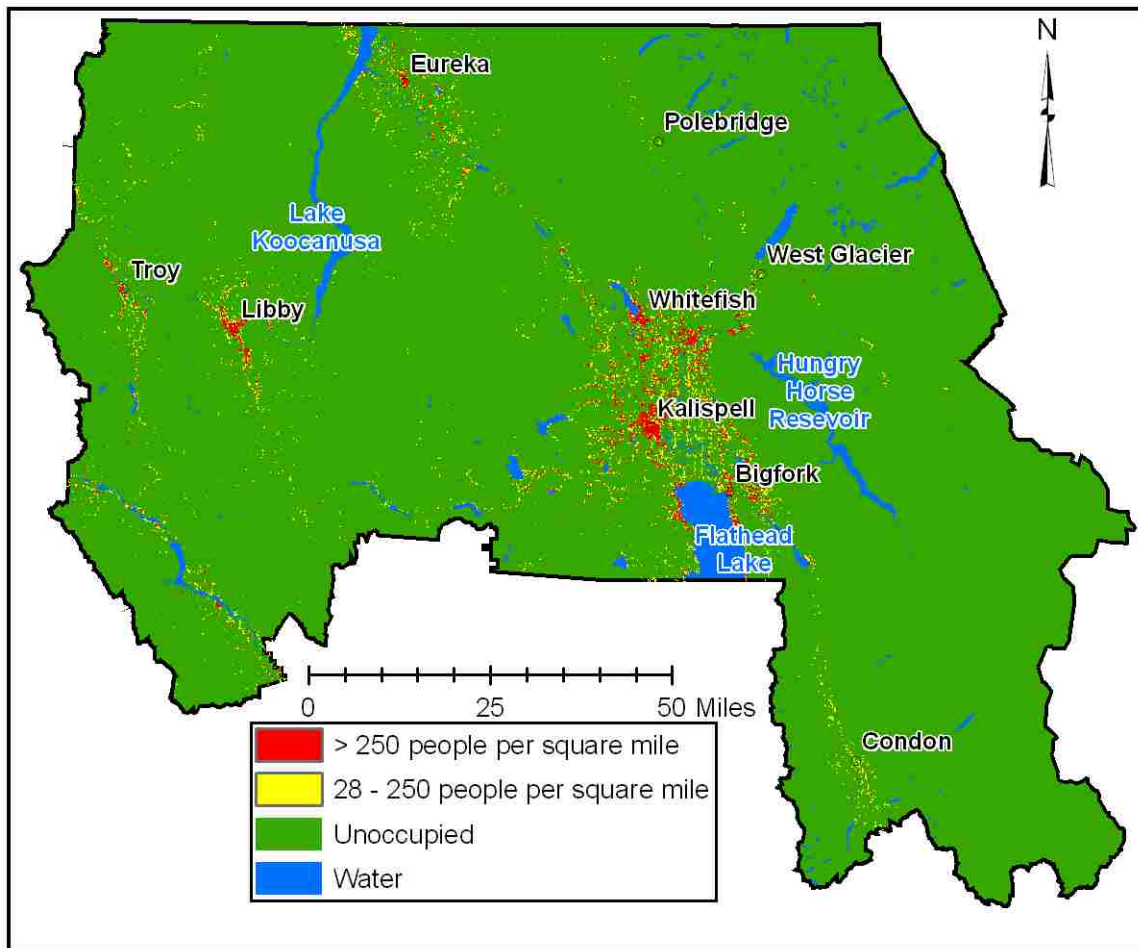 N
Eureka
Polebridge
Lake
Koocanusa
West Glacier
Troy
Libby
Whitefish
Hungry
Horse
Resevoir
Kalispell
Bigfork
Flathead
Lake
0 25 50 Miles
Condon
> 250 people per square mile
28 - 250 people per square mile
Unoccupied
Water